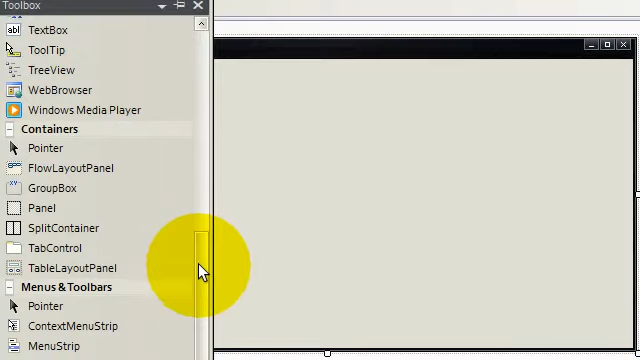 Toolbox
TextBox
ToolTip
TreeView
WebBrowser
Windows Media Player
Containers
Pointer
FlowLayoutPanel
GroupBox
Panel
SplitContainer
TabControl
TableLayoutPanel
Menus & Toolbars
Pointer
ContextMenuStrip
MenuStrip